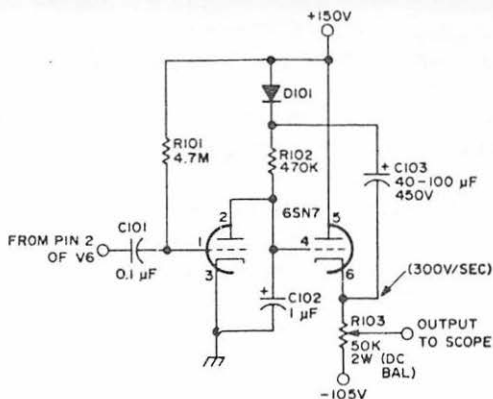 +150V
D101
R101
4.7M
R102
470K
C103
40-100 µF
450V
6SN7
2
5
C101
FROM PIN 2
OF V6
1
4
0.1 µF
3
6
(300V/SEC)
+
C102
1 µF
R103
50K
2W (DC
BAL)
OUTPUT
TO SCOPE
-105V